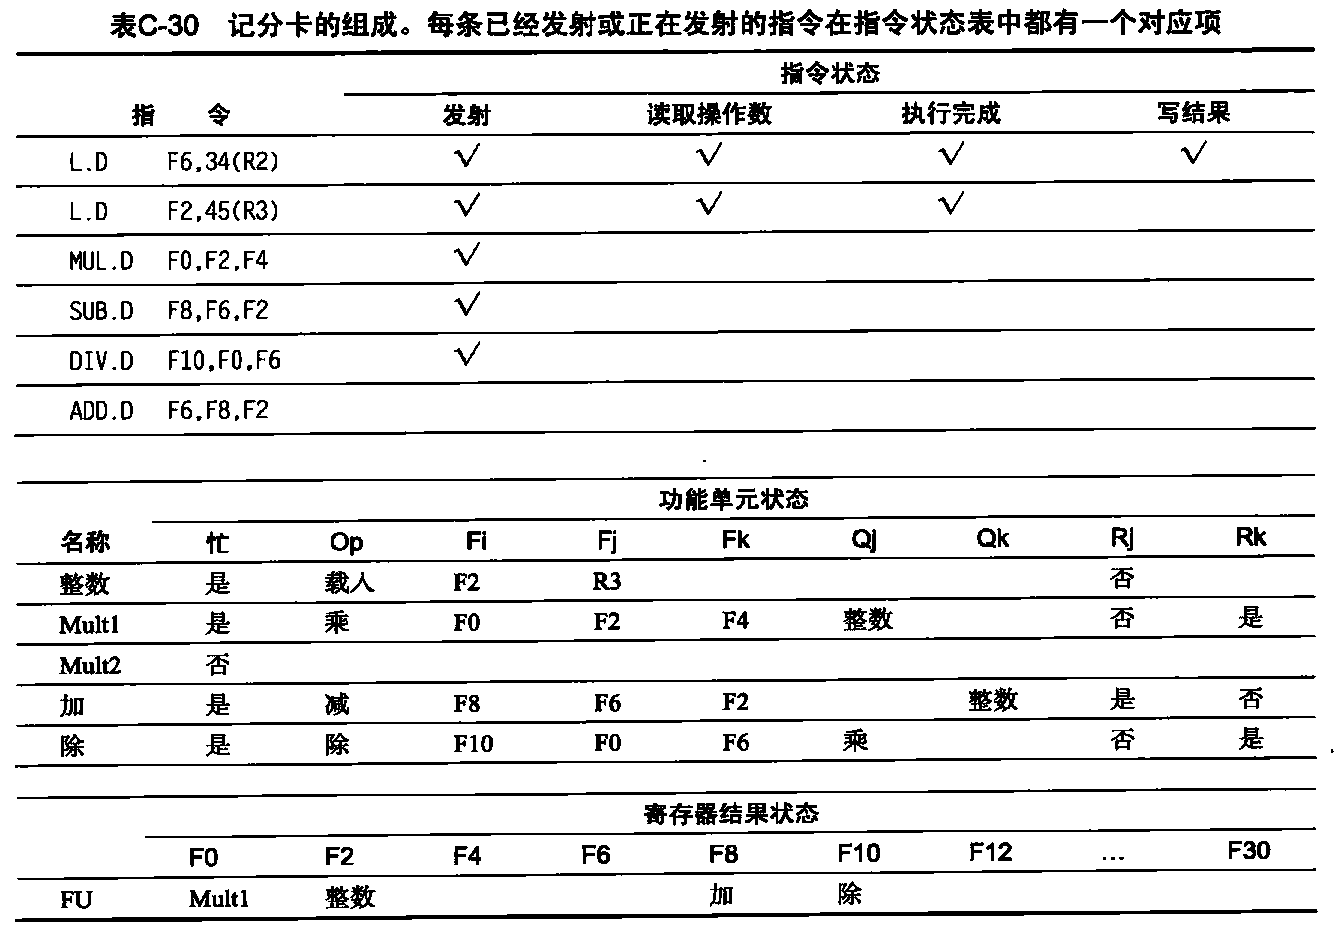 表C-30 记分卡的组成。每条已经发射或正在发射的指令在指令状态表中都有一个对应项
指令状态
指 令 发射 读取操作数 执行完成 写结果
L.D F6,34(R2) √ √ √ √
L.D F2,45(R3) √ √ √
MUL.D F0,F2,F4 √
SUB.D F8,F6,F2 √
DIV.D F10,F0,F6 √
ADD.D F6,F8,F2
功能单元状态
名称 忙 Op Fi Fj Fk Qj Qk Rj Rk
整数 是 载入 F2 R3 否
Mult1 是 乘 F0 F2 F4 整数 否 是
Mult2 否
加 是 减 F8 F6 F2 整数 是 否
除 是 除 F10 F0 F6 乘 否 是
寄存器结果状态
F0 F2 F4 F6 F8 F10 F12 … F30
FU Mult1 整数 加 除